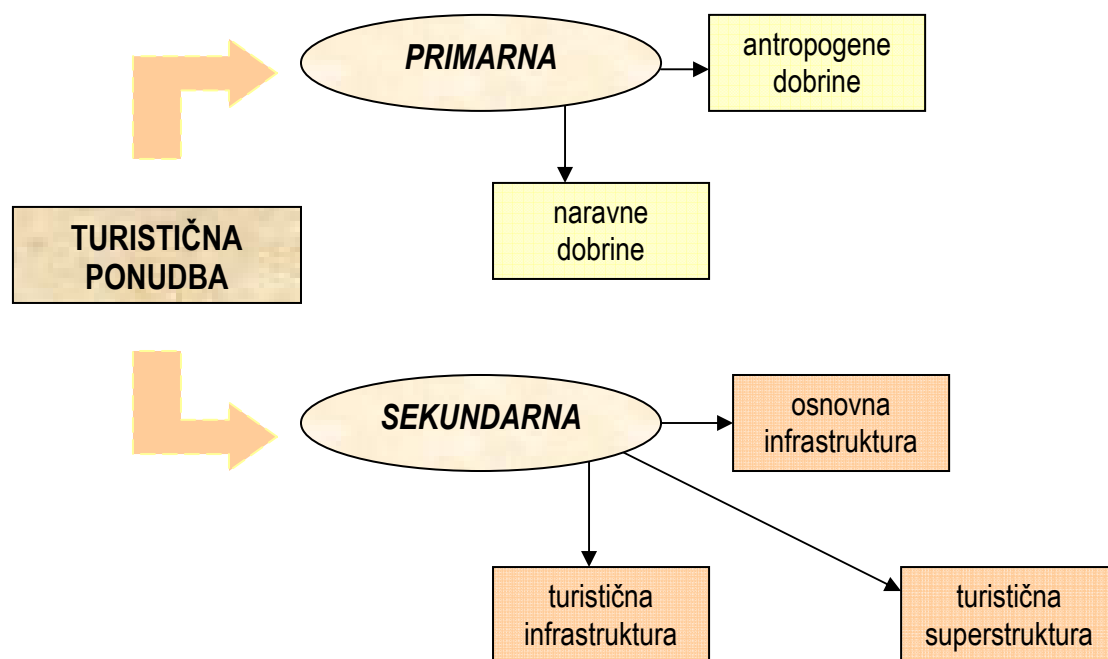 PRIMARNA
antropogene
dobrine
naravne
dobrine
TURISTIČNA
PONUDBA
SEKUNDARNA
osnovna
infrastruktura
turistična
infrastruktura
turistična
superstruktura